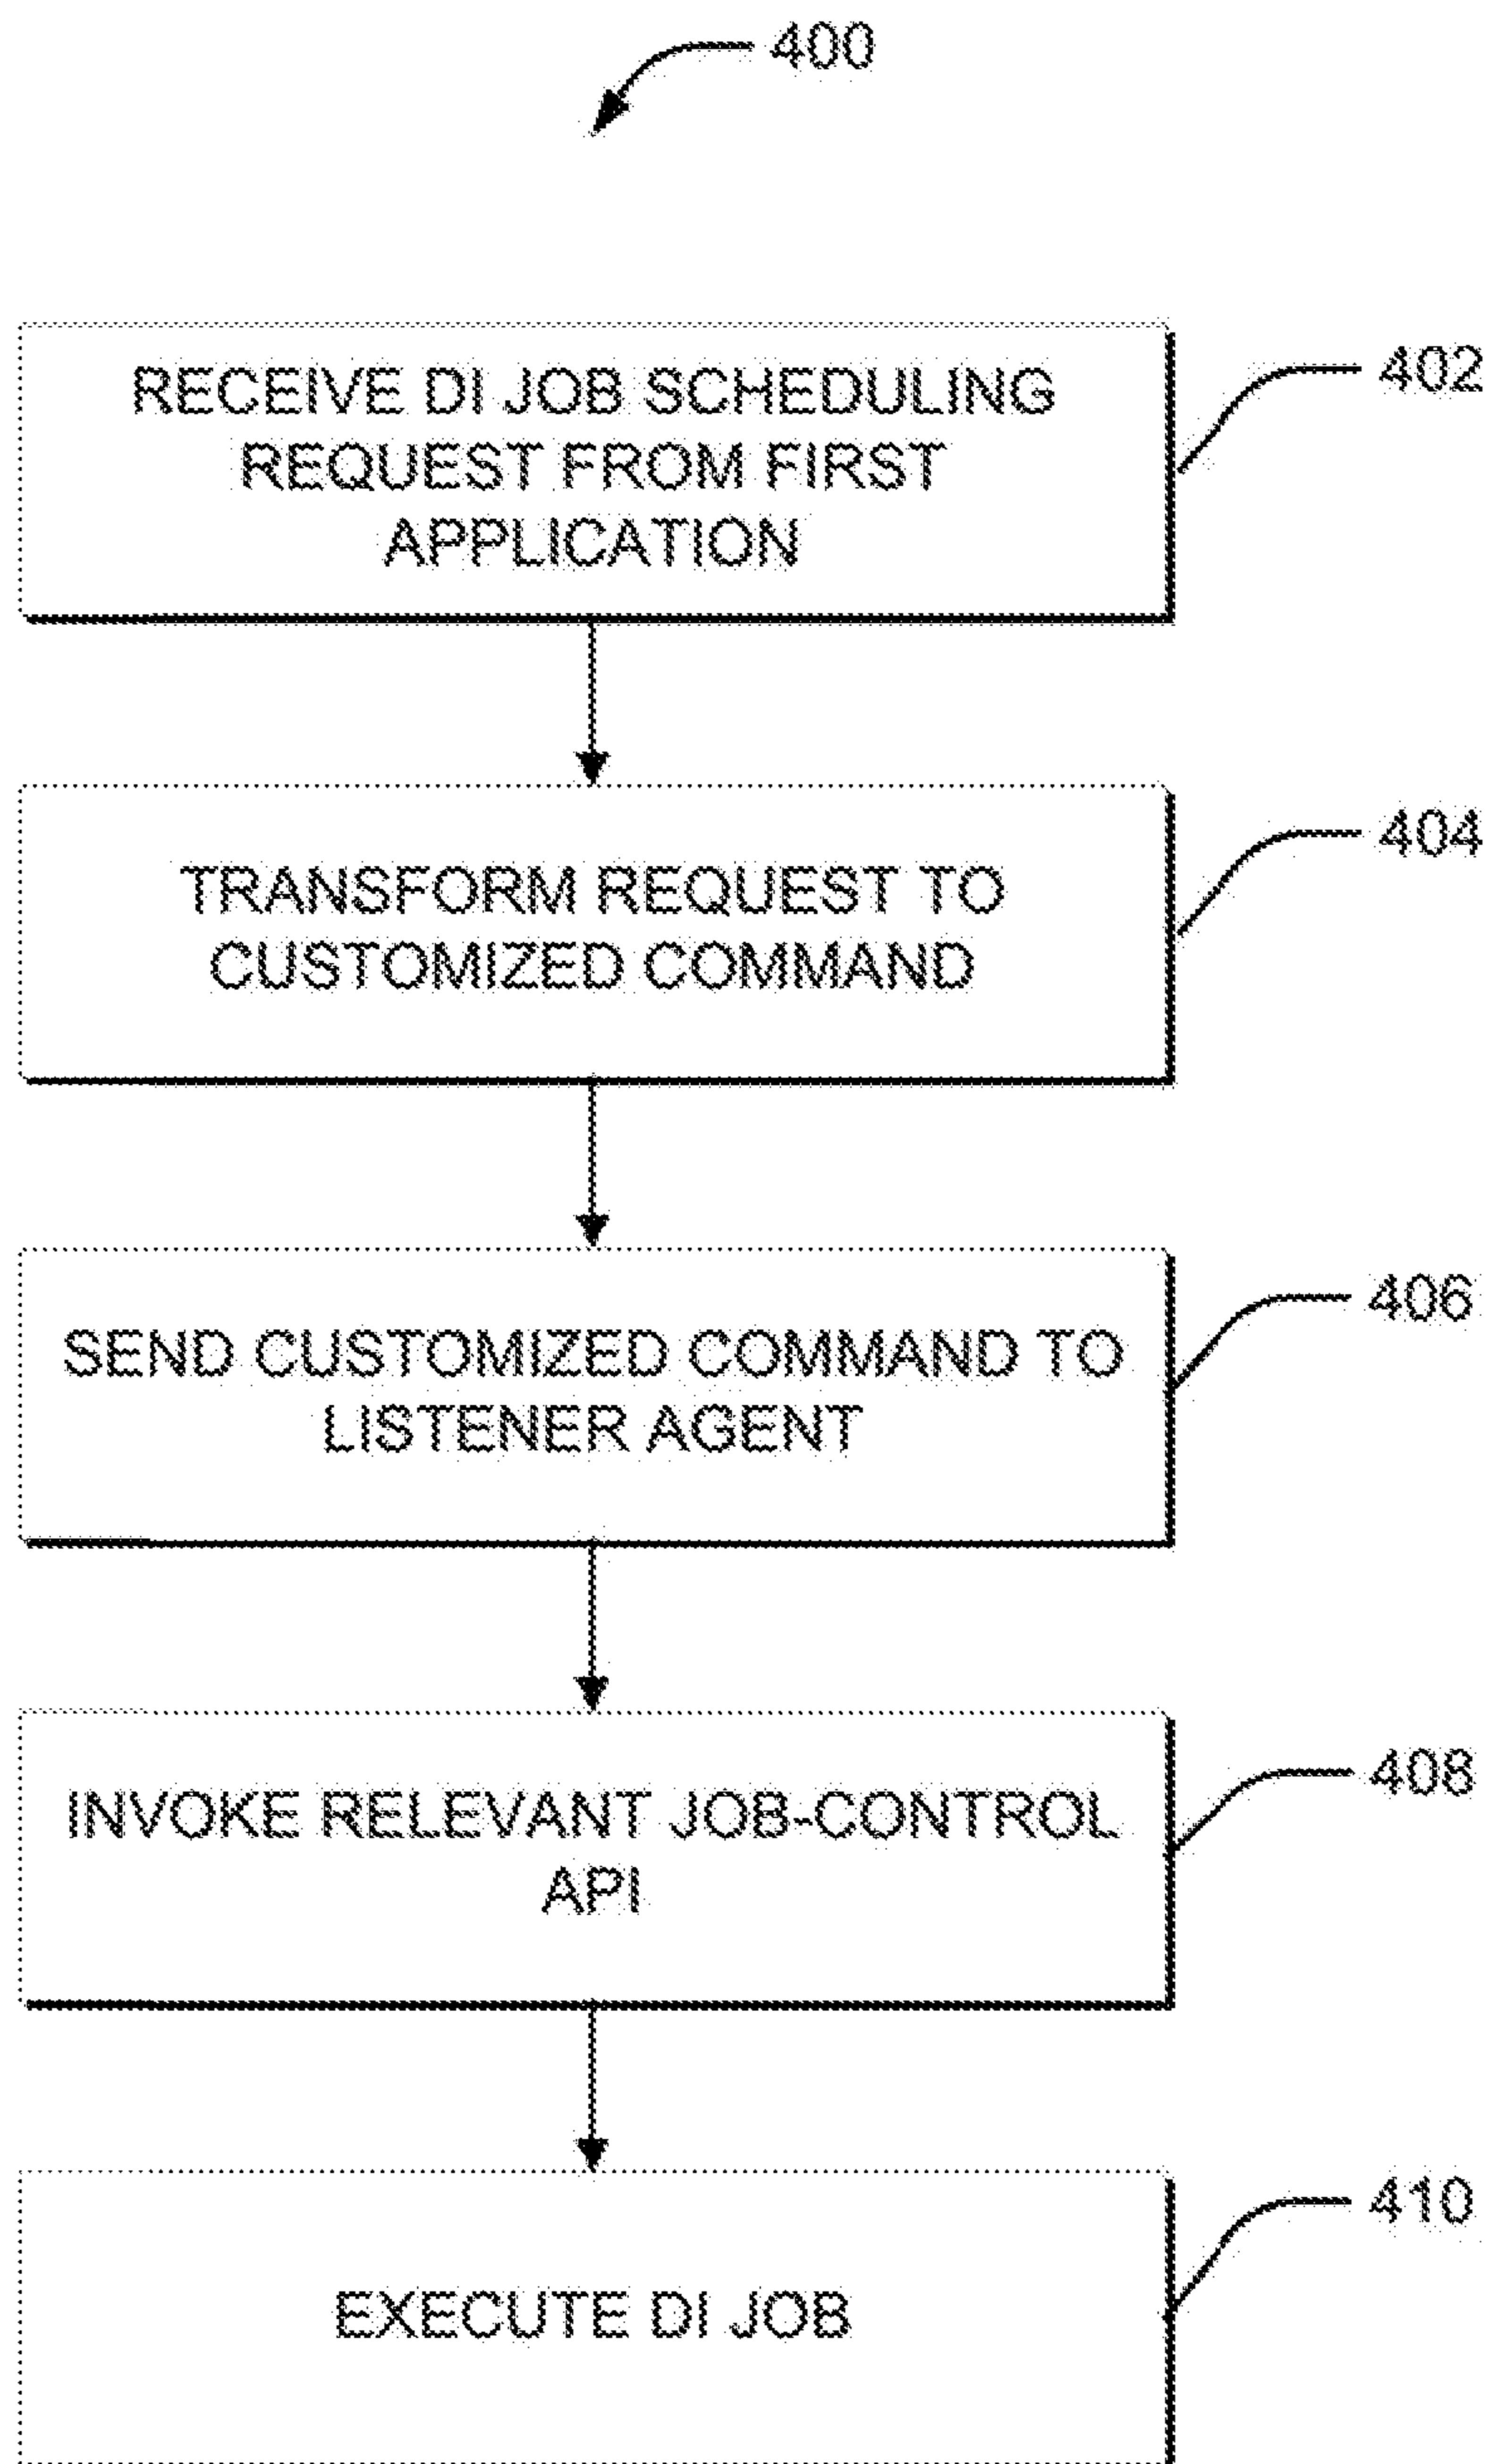 400
RECEIVE DI JOB SCHEDULING
REQUEST FROM FIRST
APPLICATION
402
TRANSFORM REQUEST TO
CUSTOMIZED COMMAND
404
SEND CUSTOMIZED COMMAND TO
LISTENER AGENT
406
INVOKE RELEVANT JOB-CONTROL
API
408
EXECUTE DI JOB
410